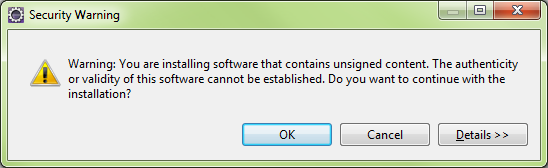 Security Warning
Warning: You are installing software that contains unsigned content. The authenticity
or validity of this software cannot be established. Do you want to continue with the
installation?
OK Cancel Details >>